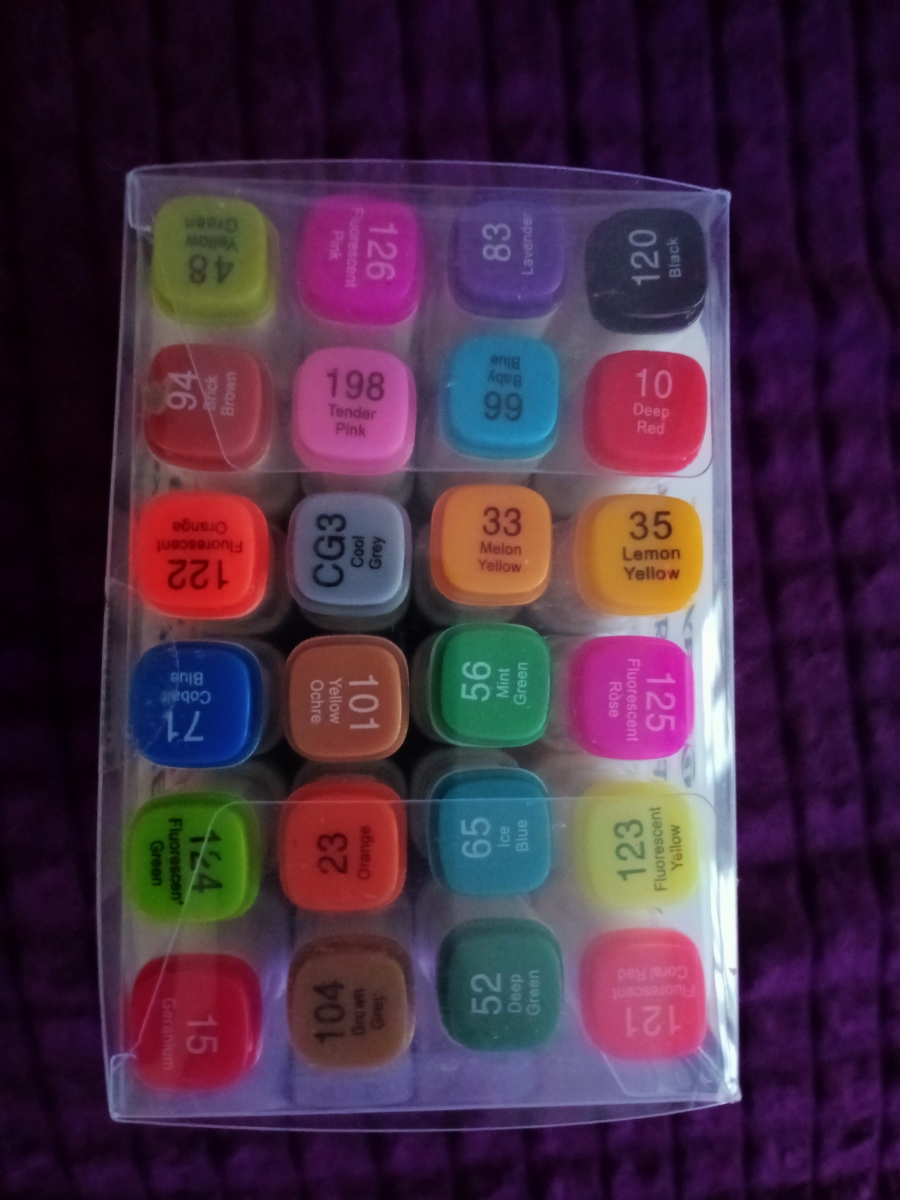 48
Yellow
Green
126
Fluorescent
Pink
83
Lavender
120
Black
94
Brick
Brown
198
Tender
Pink
66
Baby
Blue
10
Deep
Red
122
Fluorescent
Orange
CG3
Cool
Grey
33
Melon
Yellow
35
Lemon
Yellow
71
Cobalt
Blue
101
Yellow
Ochre
56
Mint
Green
125
Fluorescent
Rose
124
Fluorescent
Green
23
Orange
65
Ice
Blue
123
Fluorescent
Yellow
15
Geranium
104
Brown
Grey
52
Deep
Green
121
Fluorescent
Coral Red